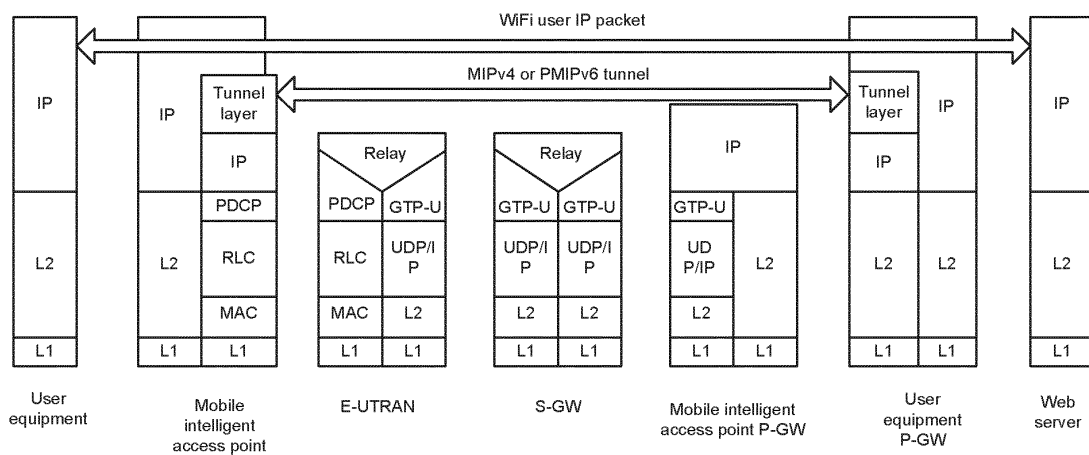 WiFi user IP packet
MIPv4 or PMIPv6 tunnel
IP
L2
L1
User
equipment
IP
Tunnel
layer
IP
PDCP
RLC
MAC
L2
L1
L1
Mobile
intelligent
access point
Relay
PDCP
GTP-U
RLC
UDP/I
P
MAC
L2
L1
L1
E-UTRAN
Relay
GTP-U
GTP-U
UDP/I
P
UDP/I
P
L2
L2
L1
L1
S-GW
IP
GTP-U
UD
P/IP
L2
L2
L1
L1
Mobile intelligent
access point P-GW
Tunnel
layer
IP
IP
L2
L2
L1
L1
User
equipment
P-GW
IP
L2
L1
Web
server